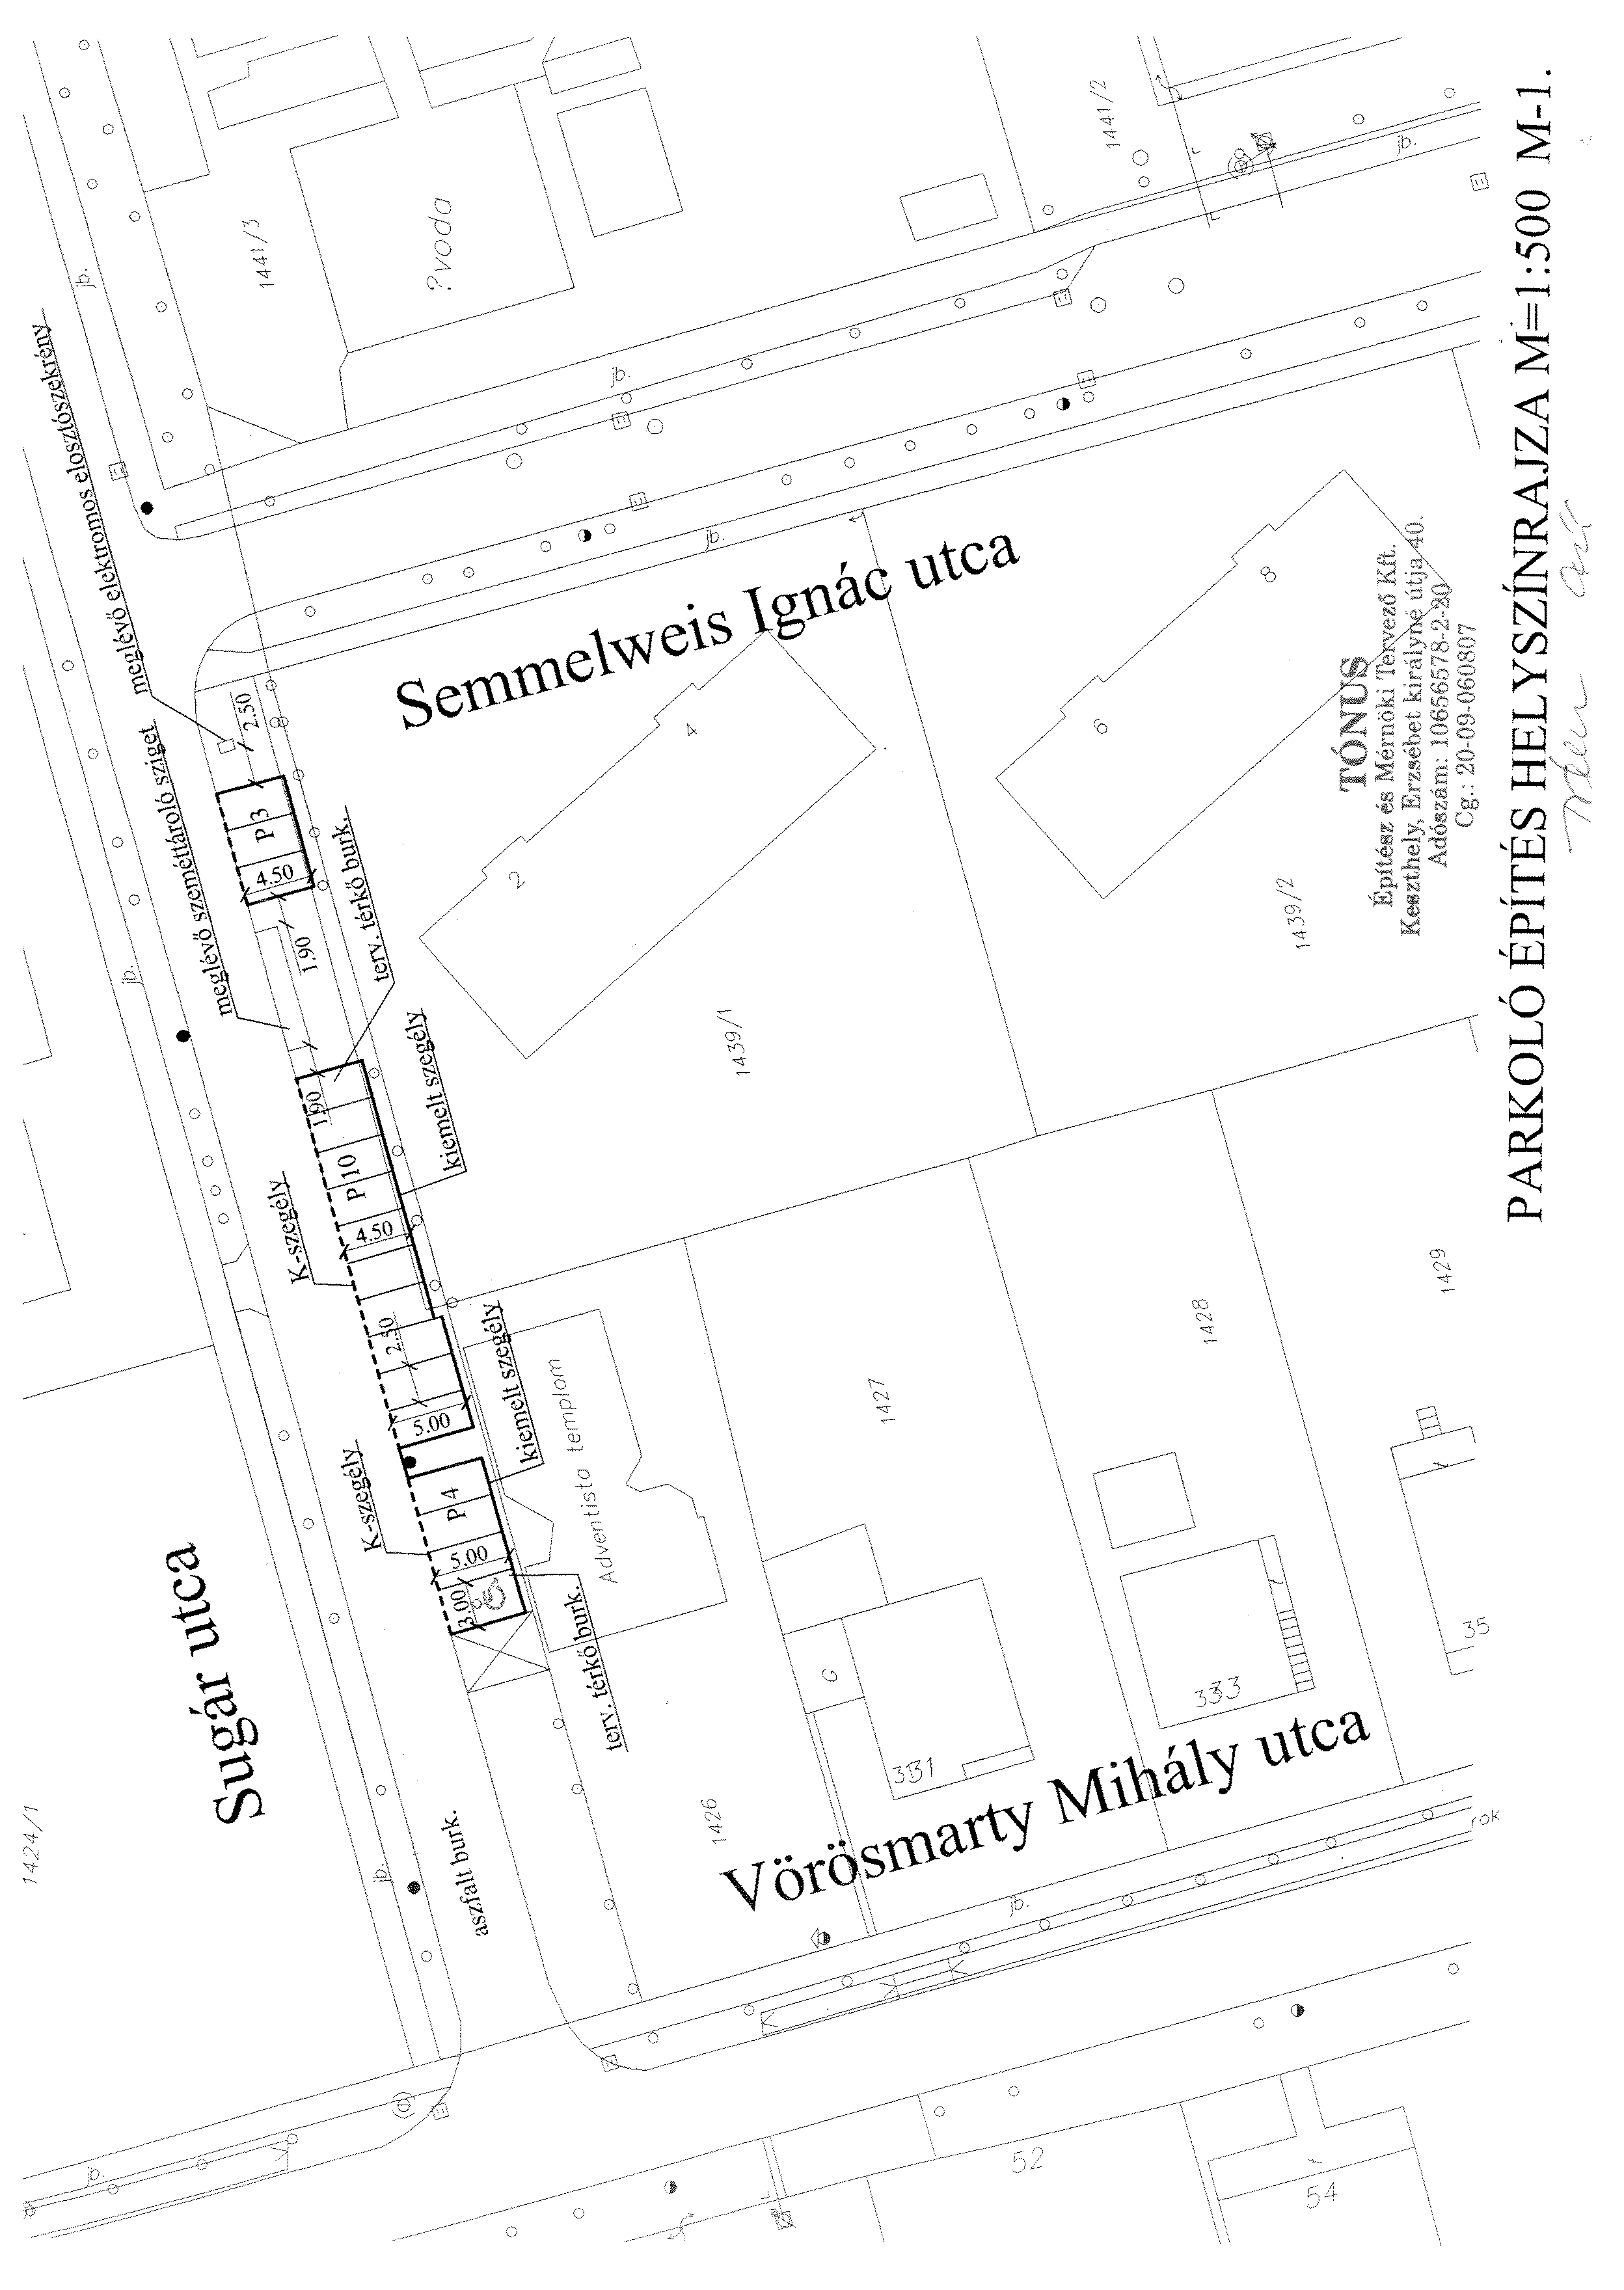 PARKOLÓ ÉPÍTÉS HELYSZÍNRAJZA M=1:500 M-1.
TÓNUS
Építész és Mérnöki Tervező Kft.
Keszthely, Erzsébet királyné útja 40.
Adószám: 10656578-2-20
Cg.: 20-09-060807
Sugár utca
Semmelweis Ignác utca
Vörösmarty Mihály utca
meglévő elektromos elosztószekrény
meglévő szeméttároló sziget
2.50
P 3
4.50
1.90
terv. térkő burk.
kiemelt szegély
K-szegély
1.90
P 10
4.50
2.50
5.00
kiemelt szegély
K-szegély
P 4
5.00
3.00
terv. térkő burk.
aszfalt burk.
Adventista templom
?voda
1441/3
1441/2
1439/1
1439/2
1424/1
1426
1427
1428
1429
2
4
6
8
G
331
333
35
52
54
rok
jb.
jb.
jb.
jb.
jb.
jb.
jb.
jb.